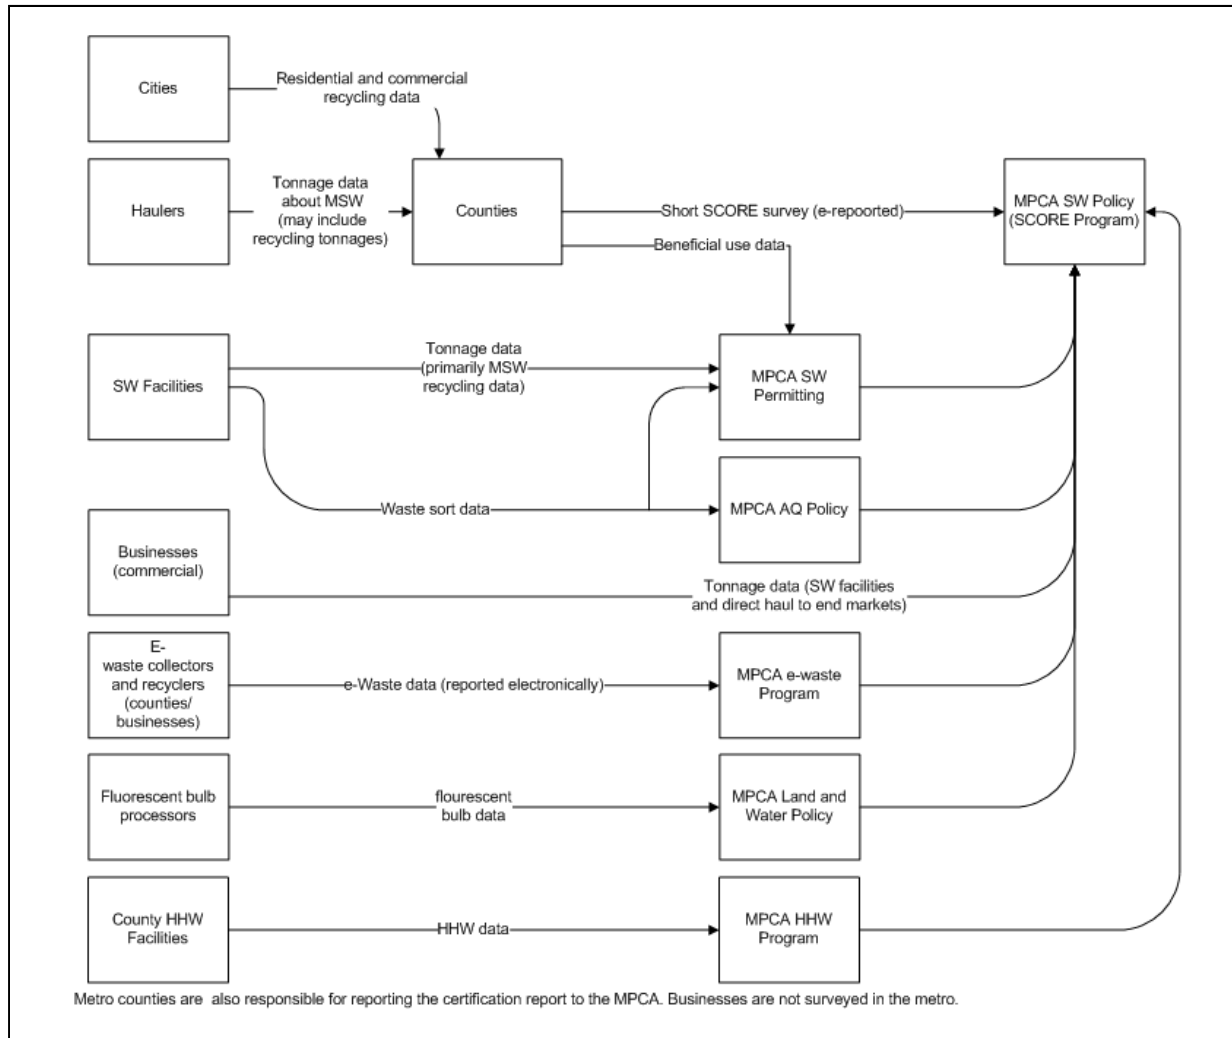 Cities
Residential and commercial
recycling data
Haulers
Tonnage data
about MSW
(may include
recycling tonnages)
Counties
Short SCORE survey (e-repoorted)
MPCA SW Policy
(SCORE Program)
Beneficial use data
SW Facilities
Tonnage data
(primarily MSW
recycling data)
MPCA SW
Permitting
Waste sort data
MPCA AQ Policy
Businesses
(commercial)
Tonnage data (SW facilities
and direct haul to end markets)
E-
waste collectors
and recyclers
(counties/
businesses)
e-Waste data (reported electronically)
MPCA e-waste
Program
Fluorescent bulb
processors
flourescent
bulb data
MPCA Land and
Water Policy
County HHW
Facilities
HHW data
MPCA HHW
Program
Metro counties are also responsible for reporting the certification report to the MPCA. Businesses are not surveyed in the metro.